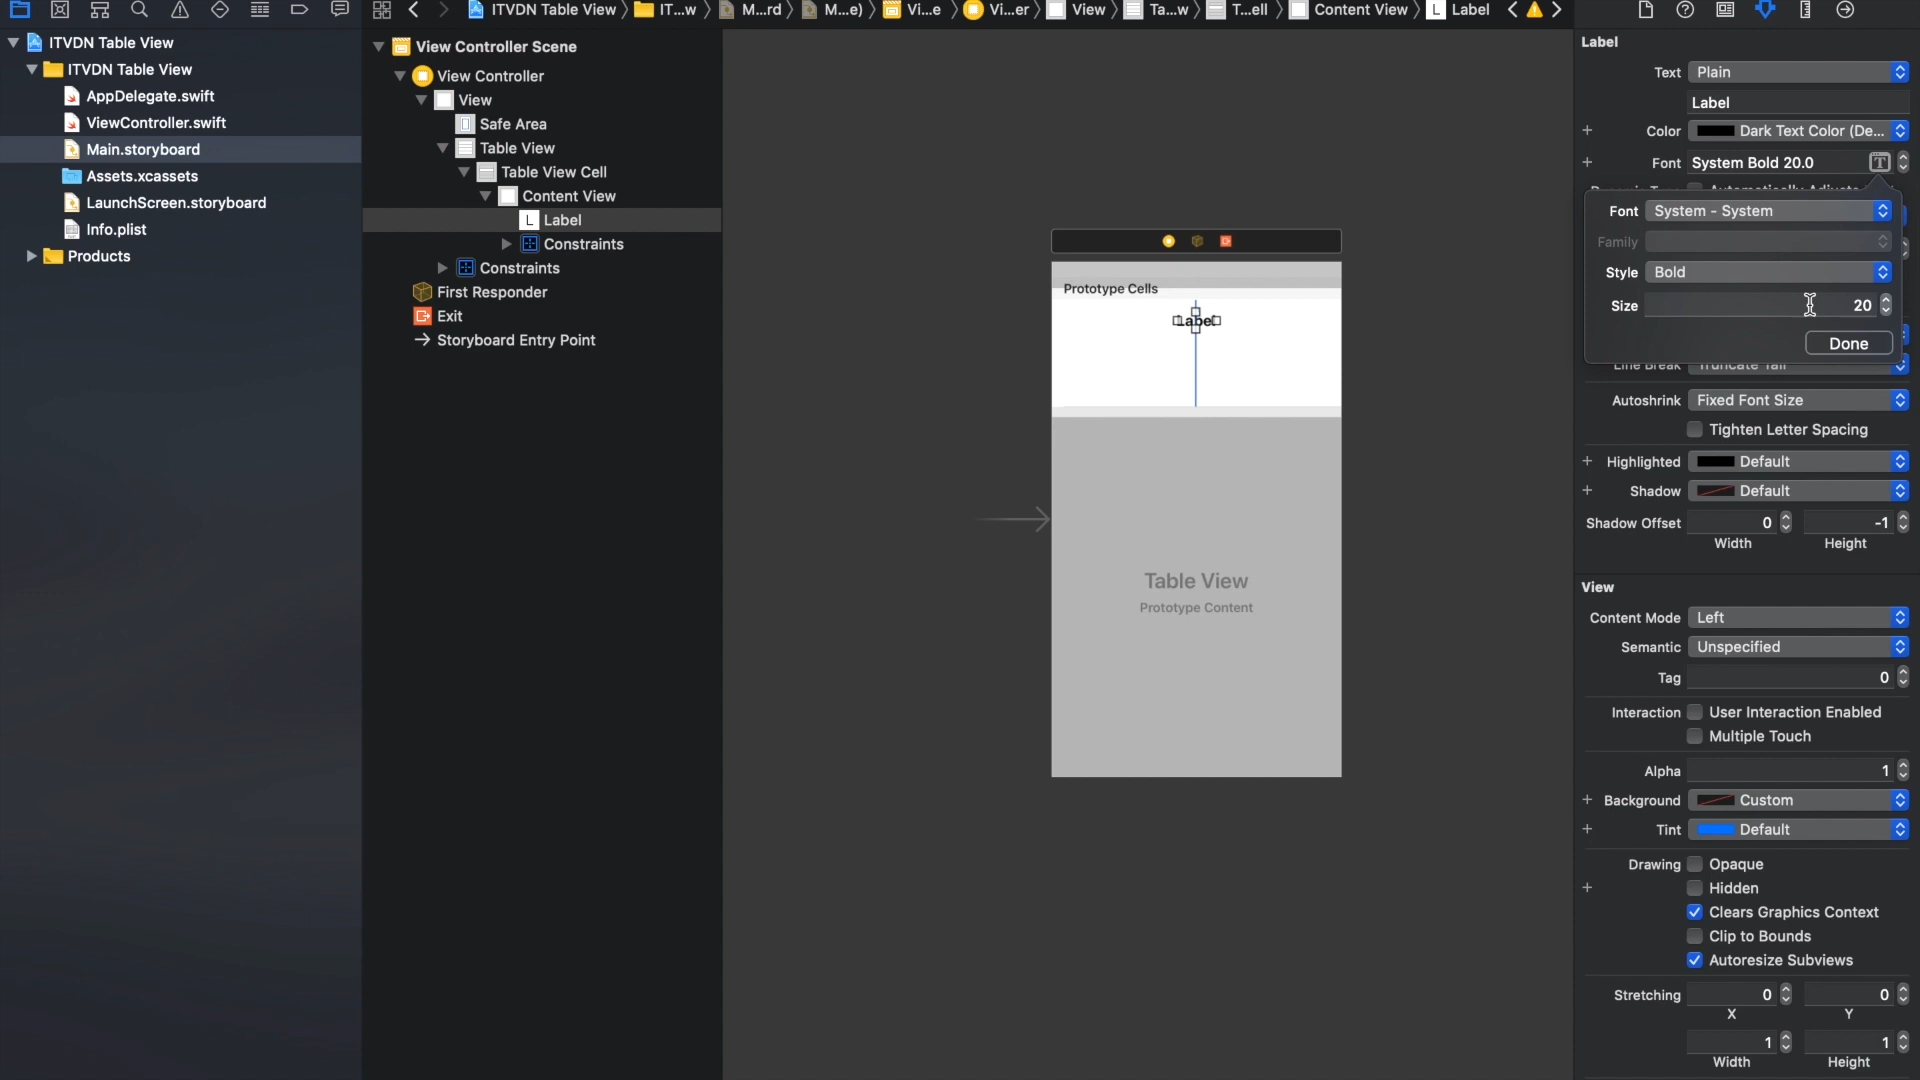 ITVDN Table View
IT...w
M...rd
M...e)
Vi...e
Vi...er
View
Ta...w
T...ell
Content View
L Label
ITVDN Table View
ITVDN Table View
AppDelegate.swift
ViewController.swift
Main.storyboard
Assets.xcassets
LaunchScreen.storyboard
Info.plist
Products
View Controller Scene
View Controller
View
Safe Area
Table View
Table View Cell
Content View
L Label
Constraints
Constraints
First Responder
Exit
Storyboard Entry Point
Prototype Cells
Label
Table View
Prototype Content
Label
Text Plain
Label
Color Dark Text Color (De...
Font System Bold 20.0
Font System - System
Family
Style Bold
Size 20
Done
Line Break Truncate Tail
Autoshrink Fixed Font Size
Tighten Letter Spacing
Highlighted Default
Shadow Default
Shadow Offset 0 -1
Width Height
View
Content Mode Left
Semantic Unspecified
Tag 0
Interaction User Interaction Enabled
Multiple Touch
Alpha 1
Background Custom
Tint Default
Drawing Opaque
Hidden
Clears Graphics Context
Clip to Bounds
Autoresize Subviews
Stretching 0 0
X Y
1 1
Width Height